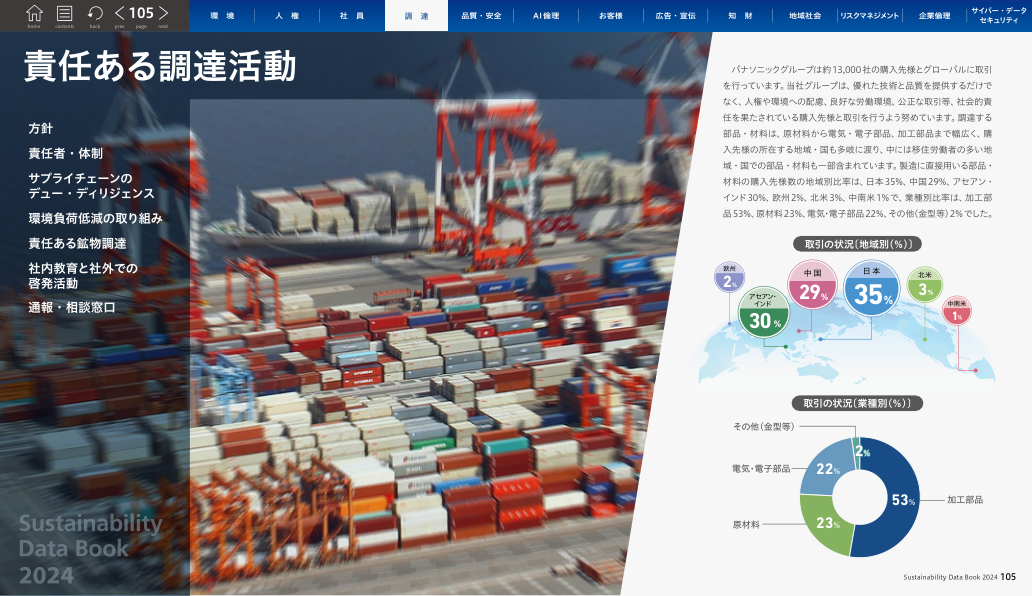 home contents back prev 105 page next
環 境
人 権
社 員
調 達
品質・安全
AI倫理
お客様
広告・宣伝
知 財
地域社会
リスクマネジメント
企業倫理
サイバー・データ
セキュリティ
責任ある調達活動
方針
責任者・体制
サプライチェーンの
デュー・ディリジェンス
環境負荷低減の取り組み
責任ある鉱物調達
社内教育と社外での
啓発活動
通報・相談窓口
Sustainability
Data Book
2024
パナソニックグループは約13,000社の購入先様とグローバルに取引
を行っています。当社グループは、優れた技術と品質を提供するだけで
なく、人権や環境への配慮、良好な労働環境、公正な取引等、社会的責
任を果たされている購入先様と取引を行うよう努めています。調達する
部品・材料は、原材料から電気・電子部品、加工部品まで幅広く、購
入先様の所在する地域・国も多岐に渡り、中には移住労働者の多い地
域・国での部品・材料も一部含まれています。製造に直接用いる部品・
材料の購入先様数の地域別比率は、日本35%、中国29%、アセアン・
インド30%、欧州2%、北米3%、中南米1%で、業種別比率は、加工部
品53%、原材料23%、電気・電子部品22%、その他(金型等)2%でした。
取引の状況〔地域別(%)〕
欧州
2%
アセアン・
インド
30%
中国
29%
日本
35%
北米
3%
中南米
1%
取引の状況〔業種別(%)〕
その他(金型等)
2%
電気・電子部品
22%
53%
加工部品
原材料
23%
Sustainability Data Book 2024 105